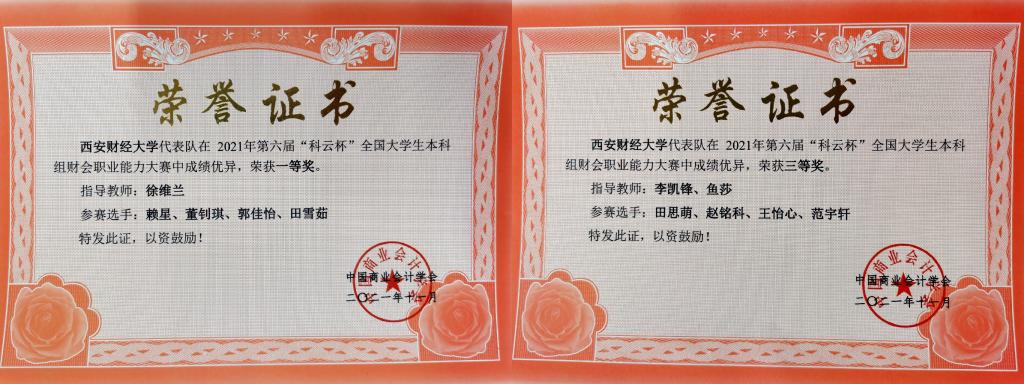 荣誉证书
西安财经大学代表队在 2021年第六届“科云杯”全国大学生本科
组财会职业能力大赛中成绩优异，荣获一等奖。
指导教师：徐维兰
参赛选手：赖星、董钊琪、郭佳怡、田雪茹
特发此证，以资鼓励！
中国商业会计学会
二〇二一年十一月
荣誉证书
西安财经大学代表队在 2021年第六届“科云杯”全国大学生本科
组财会职业能力大赛中成绩优异，荣获三等奖。
指导教师：李凯锋、鱼莎
参赛选手：田思萌、赵铭科、王怡心、范宇轩
特发此证，以资鼓励！
中国商业会计学会
二〇二一年十一月